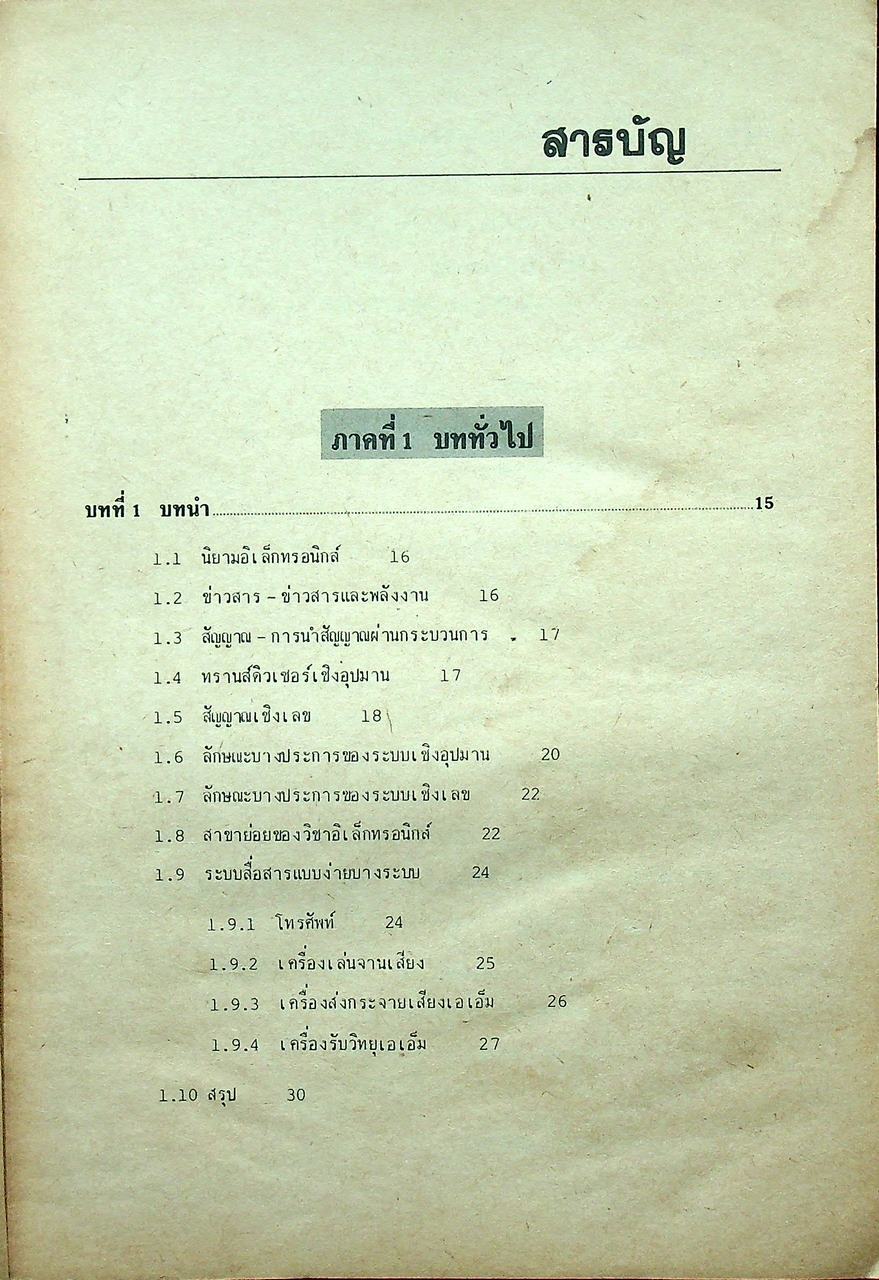 สารบัญ
ภาคที่ 1 บททั่วไป
บทที่ 1 บทนำ........................................15
1.1 นิยามอิเล็กทรอนิกส์ 16
1.2 ข่าวสาร - ข่าวสารและพลังงาน 16
1.3 สัญญาณ - การนำสัญญาณผ่านกระบวนการ 17
1.4 ทรานส์ดิวเซอร์เชิงอุปมาน 17
1.5 สัญญาณเชิงเลข 18
1.6 ลักษณะบางประการของระบบเชิงอุปมาน 20
1.7 ลักษณะบางประการของระบบเชิงเลข 22
1.8 สาขาย่อยของวิชาอิเล็กทรอนิกส์ 22
1.9 ระบบสื่อสารแบบง่ายบางระบบ 24
1.9.1 โทรศัพท์ 24
1.9.2 เครื่องเล่นจานเสียง 25
1.9.3 เครื่องส่งกระจายเสียงเอเอ็ม 26
1.9.4 เครื่องรับวิทยุเอเอ็ม 27
1.10 สรุป 30